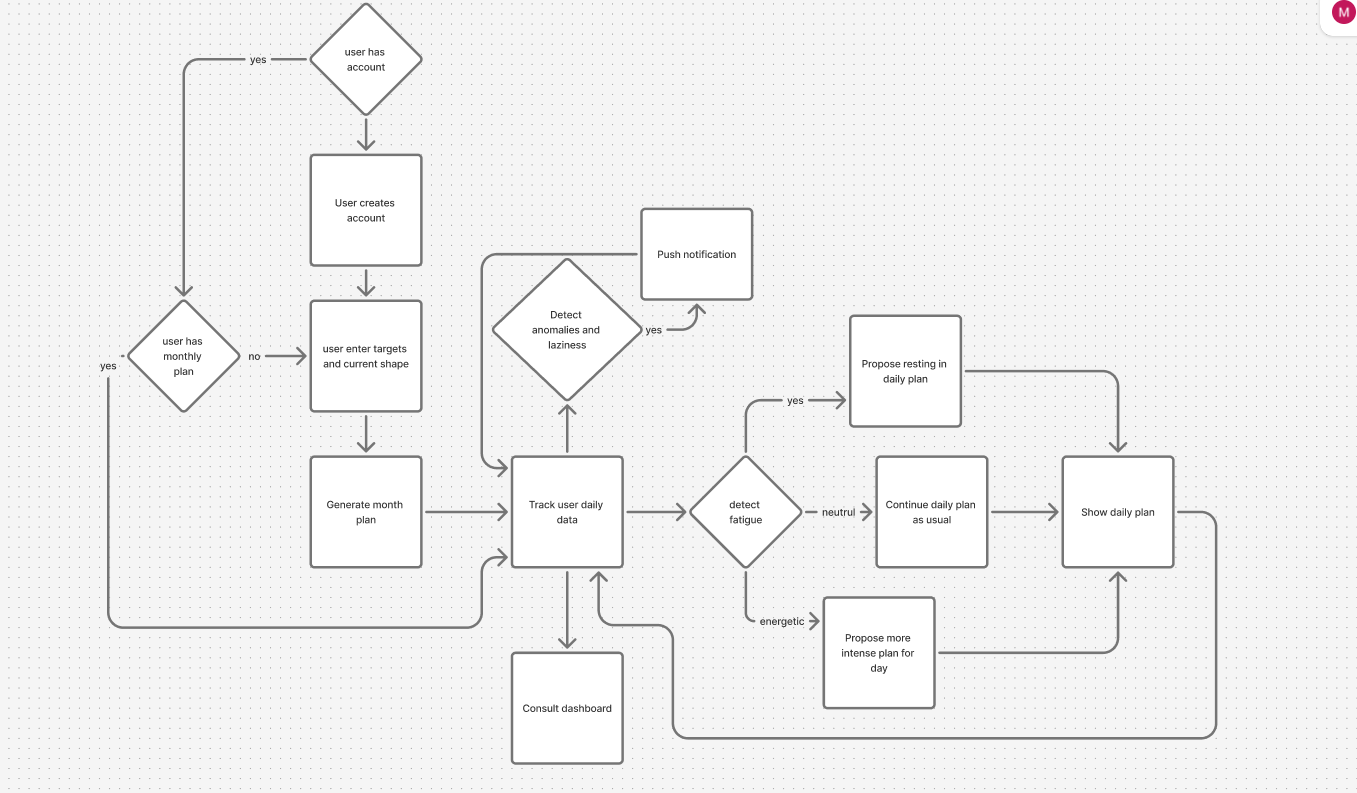 M
user has
account
yes
User creates
account
Push notification
user has
monthly
plan
yes
no
user enter targets
and current shape
Detect
anomalies and
laziness
yes
Propose resting in
daily plan
yes
Generate month
plan
Track user daily
data
detect
fatigue
neutrul
Continue daily plan
as usual
Show daily plan
energetic
Propose more
intense plan for
day
Consult dashboard